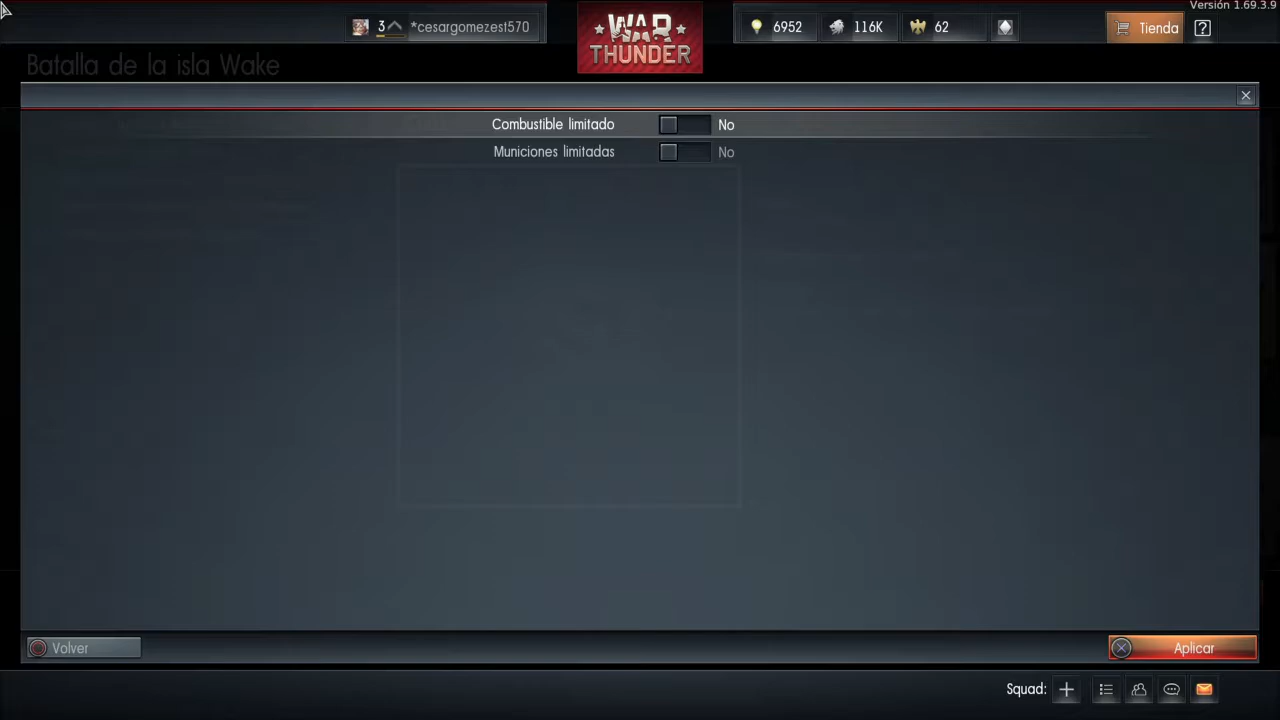 Versión 1.69.3.9
3 *cesargomezest570
WAR THUNDER
6952
116K
62
Tienda
Batalla de la isla Wake
Combustible limitado No
Municiones limitadas No
Volver
Aplicar
Squad: